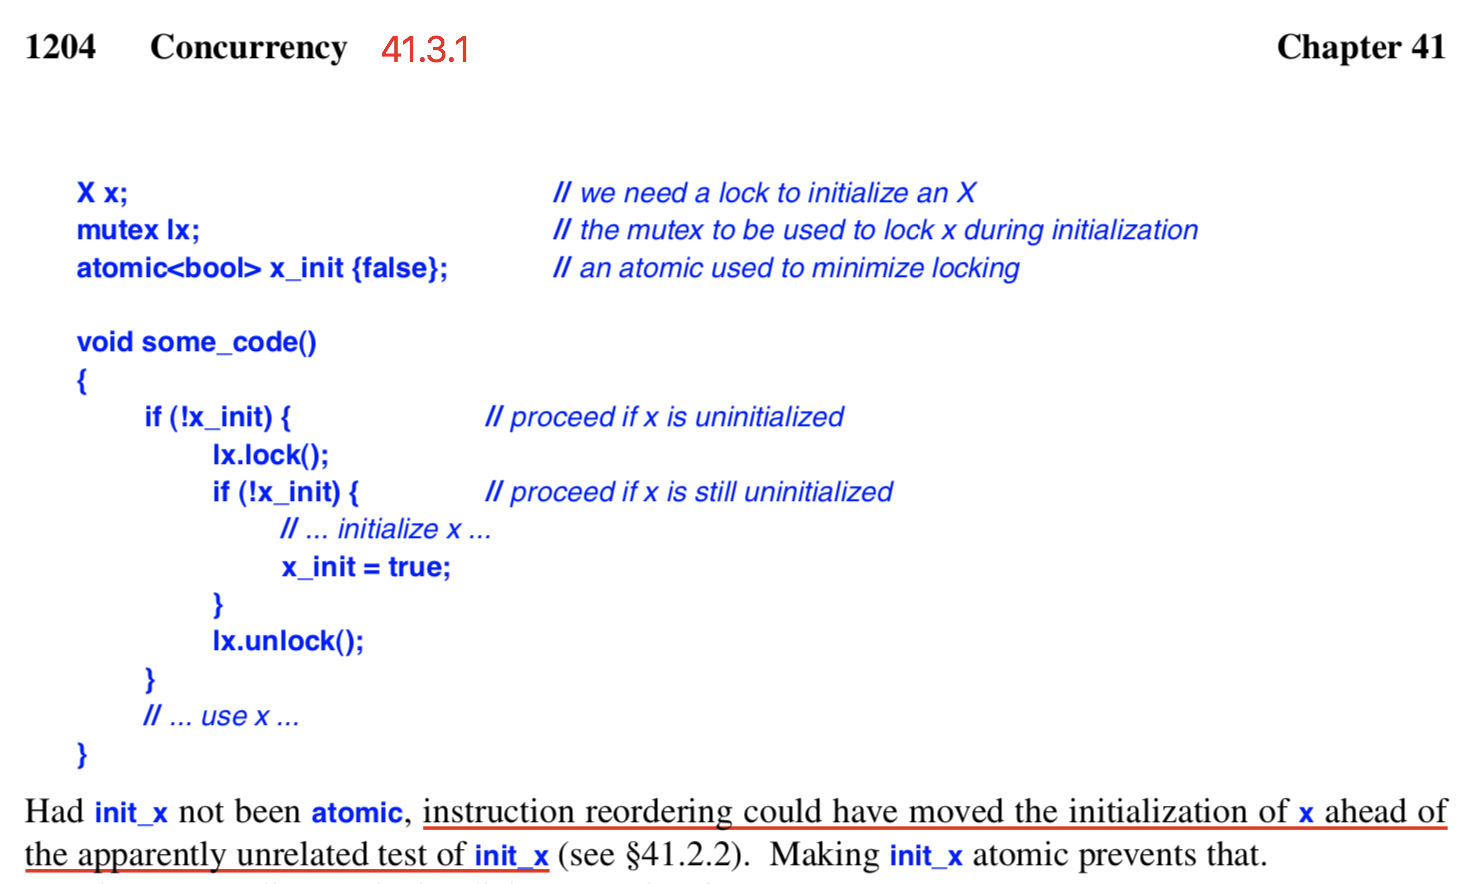 1204 Concurrency 41.3.1 Chapter 41
X x; // we need a lock to initialize an X
mutex lx; // the mutex to be used to lock x during initialization
atomic<bool> x_init {false}; // an atomic used to minimize locking
void some_code()
{
if (!x_init) { // proceed if x is uninitialized
lx.lock();
if (!x_init) { // proceed if x is still uninitialized
// ... initialize x ...
x_init = true;
}
lx.unlock();
}
// ... use x ...
}
Had init_x not been atomic, instruction reordering could have moved the initialization of x ahead of
the apparently unrelated test of init_x (see §41.2.2). Making init_x atomic prevents that.